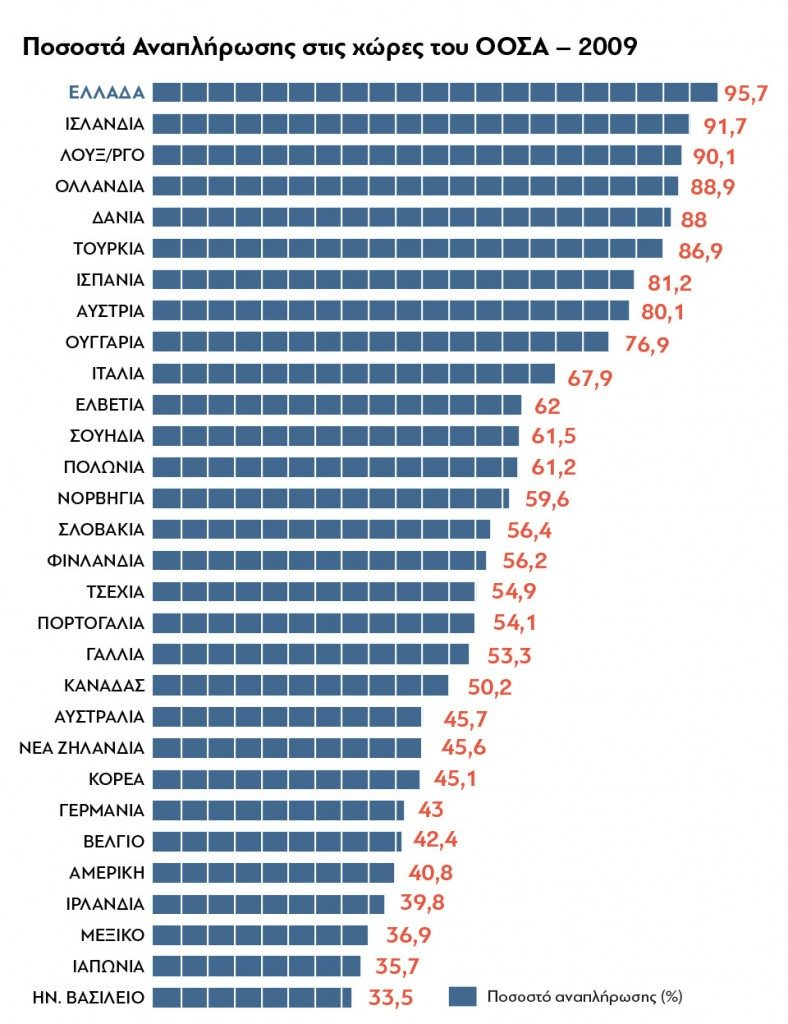 Ποσοστά Αναπλήρωσης στις χώρες του ΟΟΣΑ – 2009
ΕΛΛΑΔΑ 95,7
ΙΣΛΑΝΔΙΑ 91,7
ΛΟΥΞ/ΡΓΟ 90,1
ΟΛΛΑΝΔΙΑ 88,9
ΔΑΝΙΑ 88
ΤΟΥΡΚΙΑ 86,9
ΙΣΠΑΝΙΑ 81,2
ΑΥΣΤΡΙΑ 80,1
ΟΥΓΓΑΡΙΑ 76,9
ΙΤΑΛΙΑ 67,9
ΕΛΒΕΤΙΑ 62
ΣΟΥΗΔΙΑ 61,5
ΠΟΛΩΝΙΑ 61,2
ΝΟΡΒΗΓΙΑ 59,6
ΣΛΟΒΑΚΙΑ 56,4
ΦΙΝΛΑΝΔΙΑ 56,2
ΤΣΕΧΙΑ 54,9
ΠΟΡΤΟΓΑΛΙΑ 54,1
ΓΑΛΛΙΑ 53,3
ΚΑΝΑΔΑΣ 50,2
ΑΥΣΤΡΑΛΙΑ 45,7
ΝΕΑ ΖΗΛΑΝΔΙΑ 45,6
ΚΟΡΕΑ 45,1
ΓΕΡΜΑΝΙΑ 43
ΒΕΛΓΙΟ 42,4
ΑΜΕΡΙΚΗ 40,8
ΙΡΛΑΝΔΙΑ 39,8
ΜΕΞΙΚΟ 36,9
ΙΑΠΩΝΙΑ 35,7
ΗΝ. ΒΑΣΙΛΕΙΟ 33,5
Ποσοστό αναπλήρωσης (%)